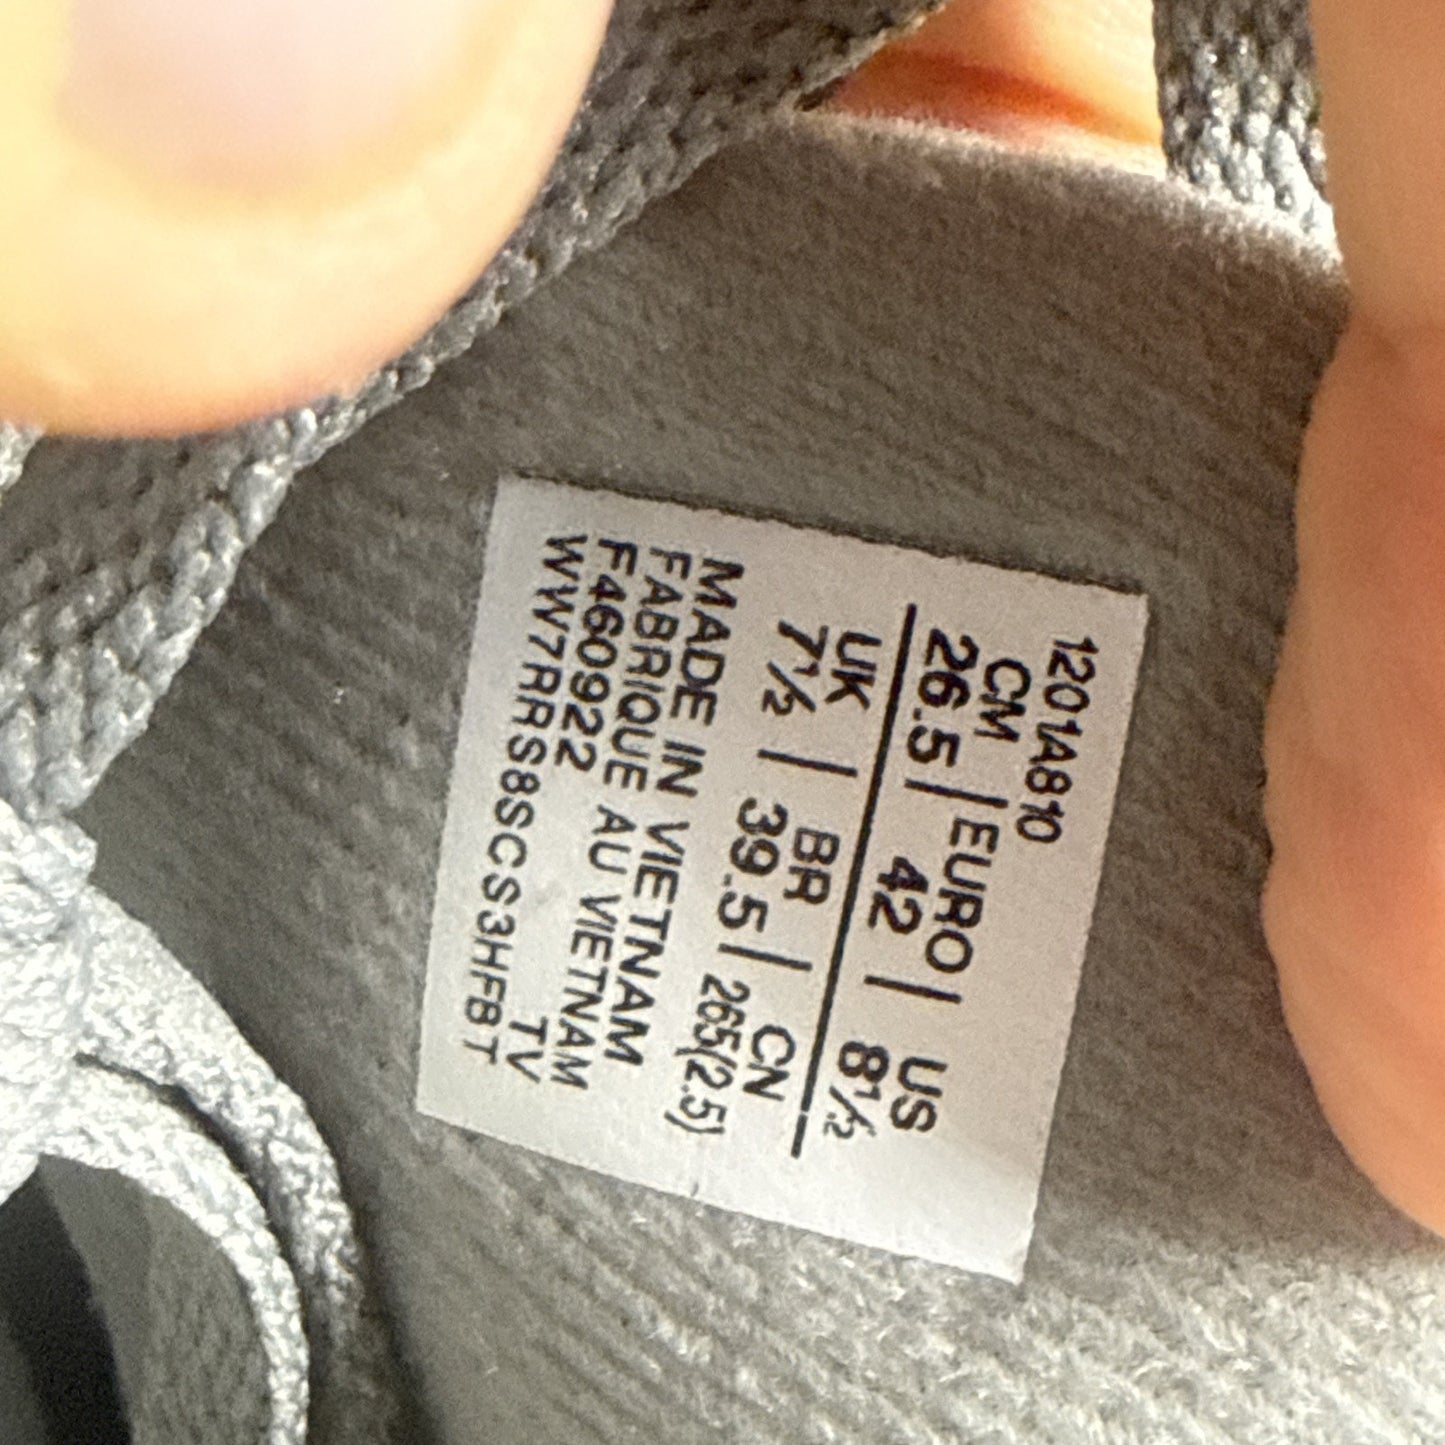 1201A810
CM | EURO | US
26.5 | 42 | 8½
UK | BR | CN
7½ | 39.5 | 265(2.5)
MADE IN VIETNAM
FABRIQUE AU VIETNAM
F460922 TV
WW7RRS8SCS3HFBT